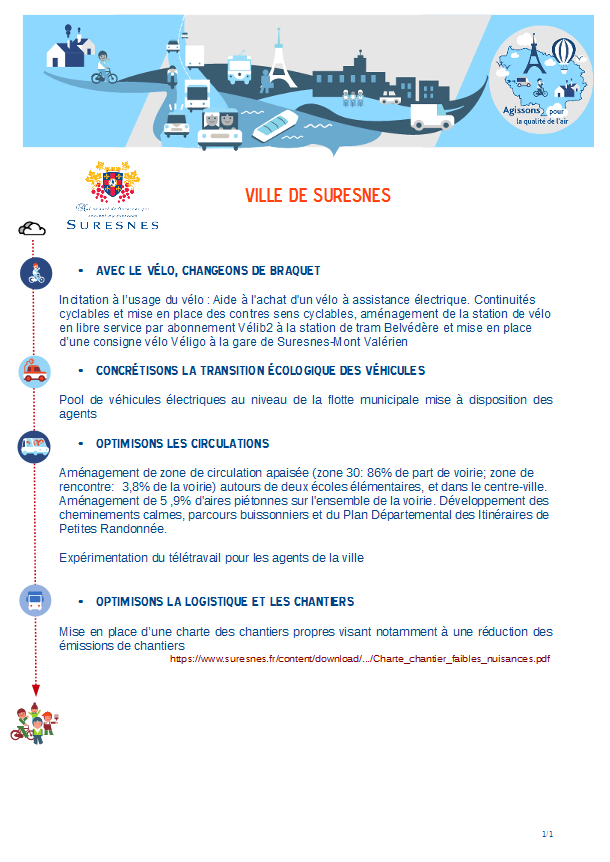 Agissons pour
la qualité de l'air
VILLE DE SURESNES
SURESNES
• AVEC LE VÉLO, CHANGEONS DE BRAQUET
Incitation à l'usage du vélo : Aide à l'achat d'un vélo à assistance électrique. Continuités
cyclables et mise en place des contres sens cyclables, aménagement de la station de vélo
en libre service par abonnement Vélib2 à la station de tram Belvédère et mise en place
d'une consigne vélo Véligo à la gare de Suresnes-Mont Valérien
• CONCRÉTISONS LA TRANSITION ÉCOLOGIQUE DES VÉHICULES
Pool de véhicules électriques au niveau de la flotte municipale mise à disposition des
agents
• OPTIMISONS LES CIRCULATIONS
Aménagement de zone de circulation apaisée (zone 30: 86% de part de voirie; zone de
rencontre: 3,8% de la voirie) autours de deux écoles élémentaires, et dans le centre-ville.
Aménagement de 5 ,9% d'aires piétonnes sur l'ensemble de la voirie. Développement des
cheminements calmes, parcours buissonniers et du Plan Départemental des Itinéraires de
Petites Randonnée.
Expérimentation du télétravail pour les agents de la ville
• OPTIMISONS LA LOGISTIQUE ET LES CHANTIERS
Mise en place d'une charte des chantiers propres visant notamment à une réduction des
émissions de chantiers
https://www.suresnes.fr/content/download/.../Charte_chantier_faibles_nuisances.pdf
1/1